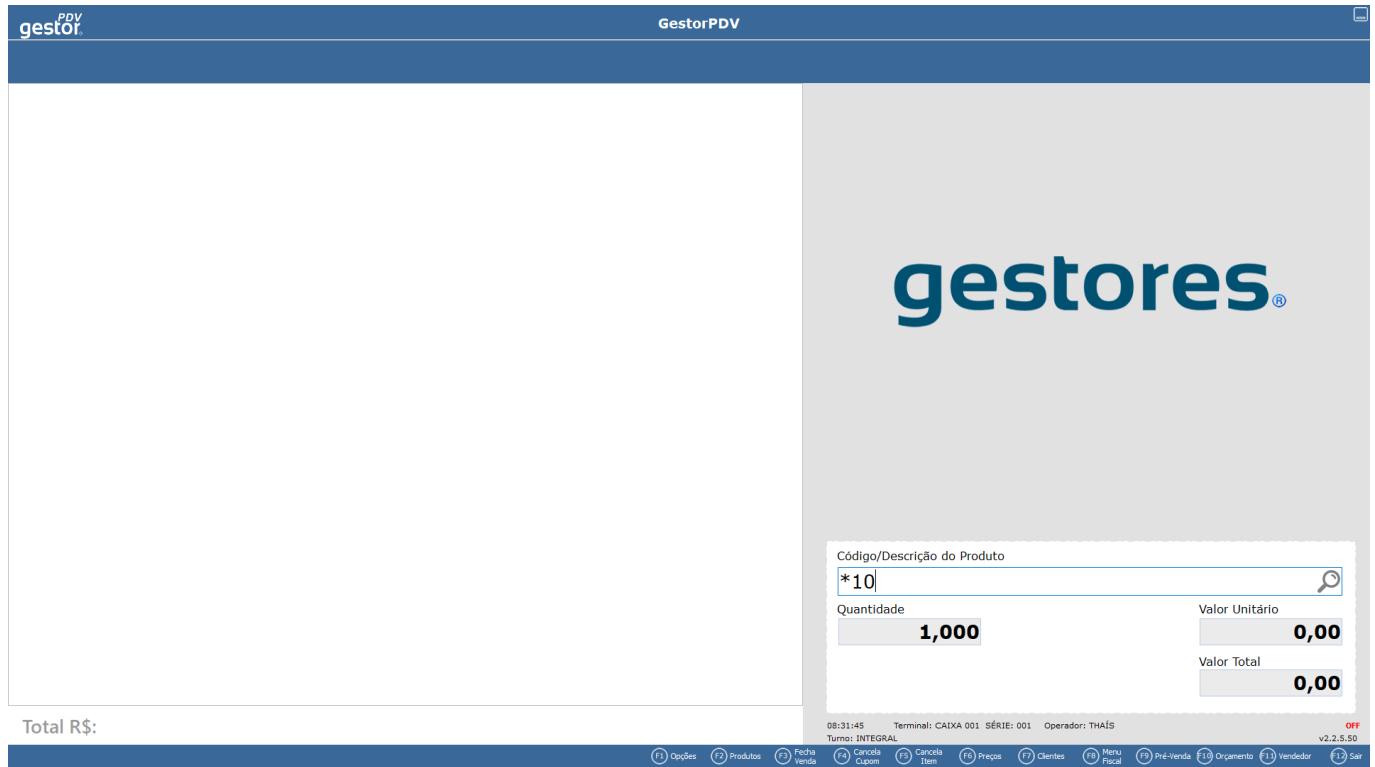 gestor PDV
GestorPDV
gestores®
Código/Descrição do Produto
*10
Quantidade
Valor Unitário
1,000
0,00
Valor Total
0,00
Total R$:
08:31:45 Terminal: CAIXA 001 SÉRIE: 001 Operador: THAÍS OFF
Turno: INTEGRAL v2.2.5.50
F1 Opções F2 Produtos F3 Fecha Venda F4 Cancela Cupom F5 Cancela Item F6 Preços F7 Clientes F8 Menu Fiscal F9 Pré-Venda F10 Orçamento F11 Vendedor F12 Sair